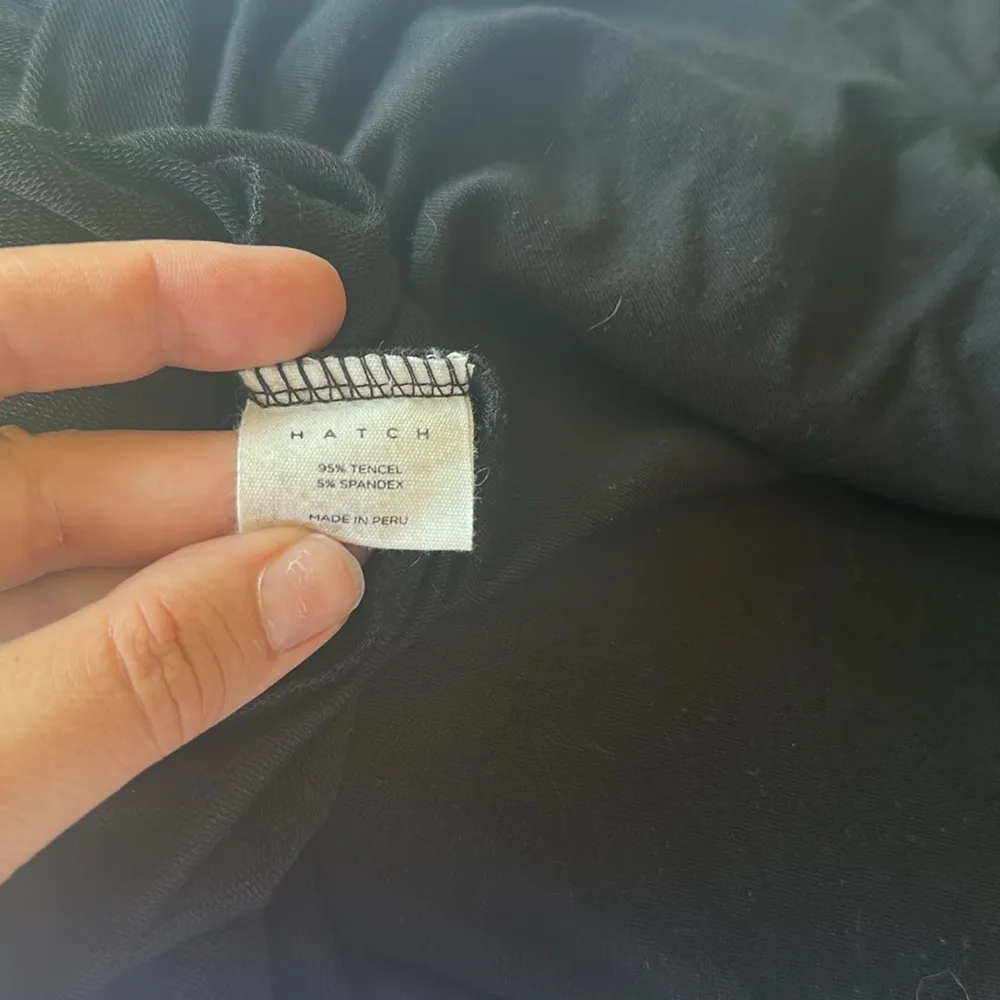 HATCH
95% TENCEL
5% SPANDEX
MADE IN PERU